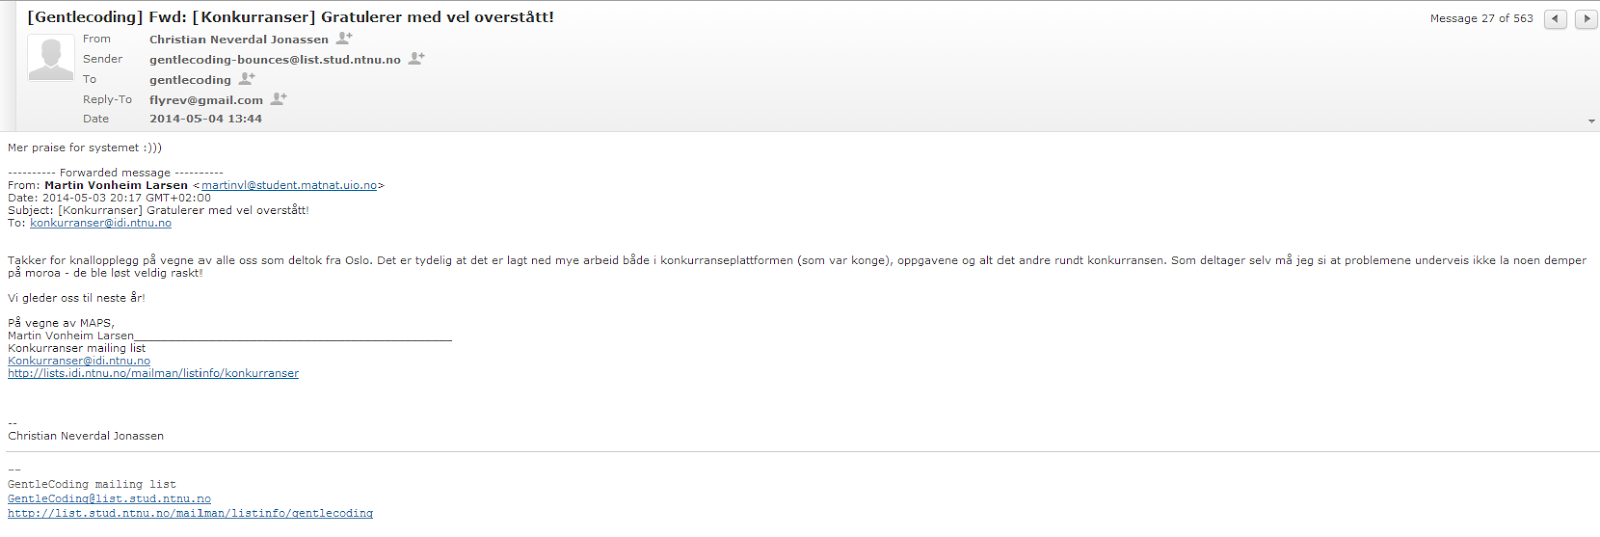 [Gentlecoding] Fwd: [Konkurranser] Gratulerer med vel overstått!
Message 27 of 563
From Christian Neverdal Jonassen
Sender gentlecoding-bounces@list.stud.ntnu.no
To gentlecoding
Reply-To flyrev@gmail.com
Date 2014-05-04 13:44
Mer praise for systemet :)))
---------- Forwarded message ----------
From: Martin Vonheim Larsen <martinvl@student.matnat.uio.no>
Date: 2014-05-03 20:17 GMT+02:00
Subject: [Konkurranser] Gratulerer med vel overstått!
To: konkurranser@idi.ntnu.no
Takker for knallopplegg på vegne av alle oss som deltok fra Oslo. Det er tydelig at det er lagt ned mye arbeid både i konkurranseplattformen (som var konge), oppgavene og alt det andre rundt konkurransen. Som deltager selv må jeg si at problemene underveis ikke la noen demper
på moroa - de ble løst veldig raskt!
Vi gleder oss til neste år!
På vegne av MAPS,
Martin Vonheim Larsen_______________________________________________
Konkurranser mailing list
Konkurranser@idi.ntnu.no
http://lists.idi.ntnu.no/mailman/listinfo/konkurranser
--
Christian Neverdal Jonassen
--
GentleCoding mailing list
GentleCoding@list.stud.ntnu.no
http://list.stud.ntnu.no/mailman/listinfo/gentlecoding